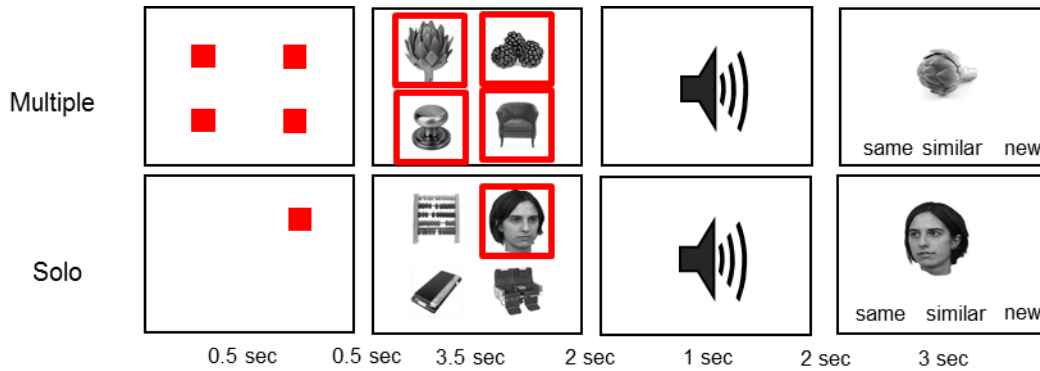 Multiple
same similar new
Solo
same similar new
0.5 sec 0.5 sec 3.5 sec 2 sec 1 sec 2 sec 3 sec